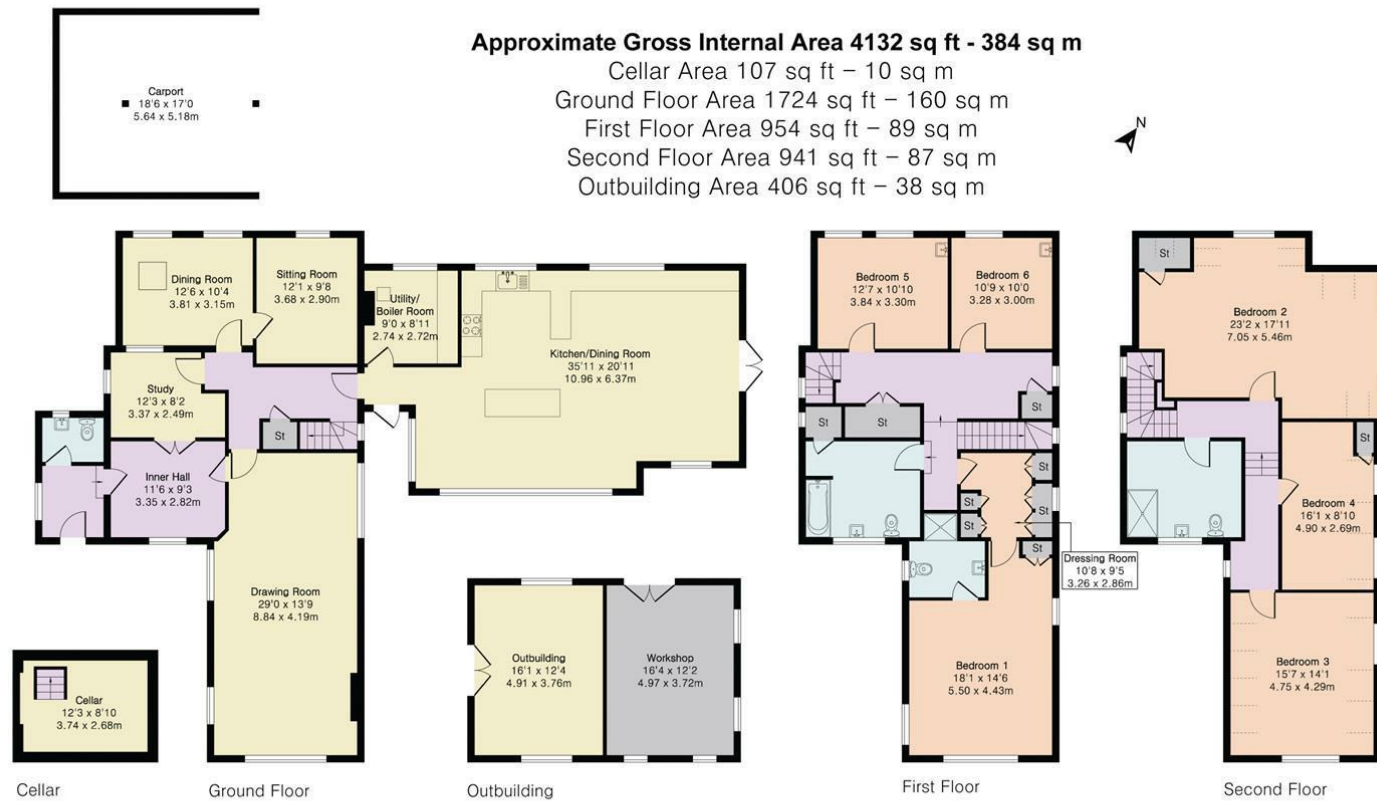 Approximate Gross Internal Area 4132 sq ft - 384 sq m
Cellar Area 107 sq ft – 10 sq m
Ground Floor Area 1724 sq ft – 160 sq m
First Floor Area 954 sq ft – 89 sq m
Second Floor Area 941 sq ft – 87 sq m
Outbuilding Area 406 sq ft – 38 sq m
N
Carport
18'6 x 17'0
5.64 x 5.18m
Dining Room
12'6 x 10'4
3.81 x 3.15m
Sitting Room
12'1 x 9'8
3.68 x 2.90m
Utility/
Boiler Room
9'0 x 8'11
2.74 x 2.72m
Kitchen/Dining Room
35'11 x 20'11
10.96 x 6.37m
Study
12'3 x 8'2
3.37 x 2.49m
St
Inner Hall
11'6 x 9'3
3.35 x 2.82m
Drawing Room
29'0 x 13'9
8.84 x 4.19m
Cellar
12'3 x 8'10
3.74 x 2.68m
Outbuilding
16'1 x 12'4
4.91 x 3.76m
Workshop
16'4 x 12'2
4.97 x 3.72m
Bedroom 5
12'7 x 10'10
3.84 x 3.30m
Bedroom 6
10'9 x 10'0
3.28 x 3.00m
St
St
St
St
St
St
St
St
Dressing Room
10'8 x 9'5
3.26 x 2.86m
Bedroom 1
18'1 x 14'6
5.50 x 4.43m
St
Bedroom 2
23'2 x 17'11
7.05 x 5.46m
St
Bedroom 4
16'1 x 8'10
4.90 x 2.69m
Bedroom 3
15'7 x 14'1
4.75 x 4.29m
Cellar
Ground Floor
Outbuilding
First Floor
Second Floor